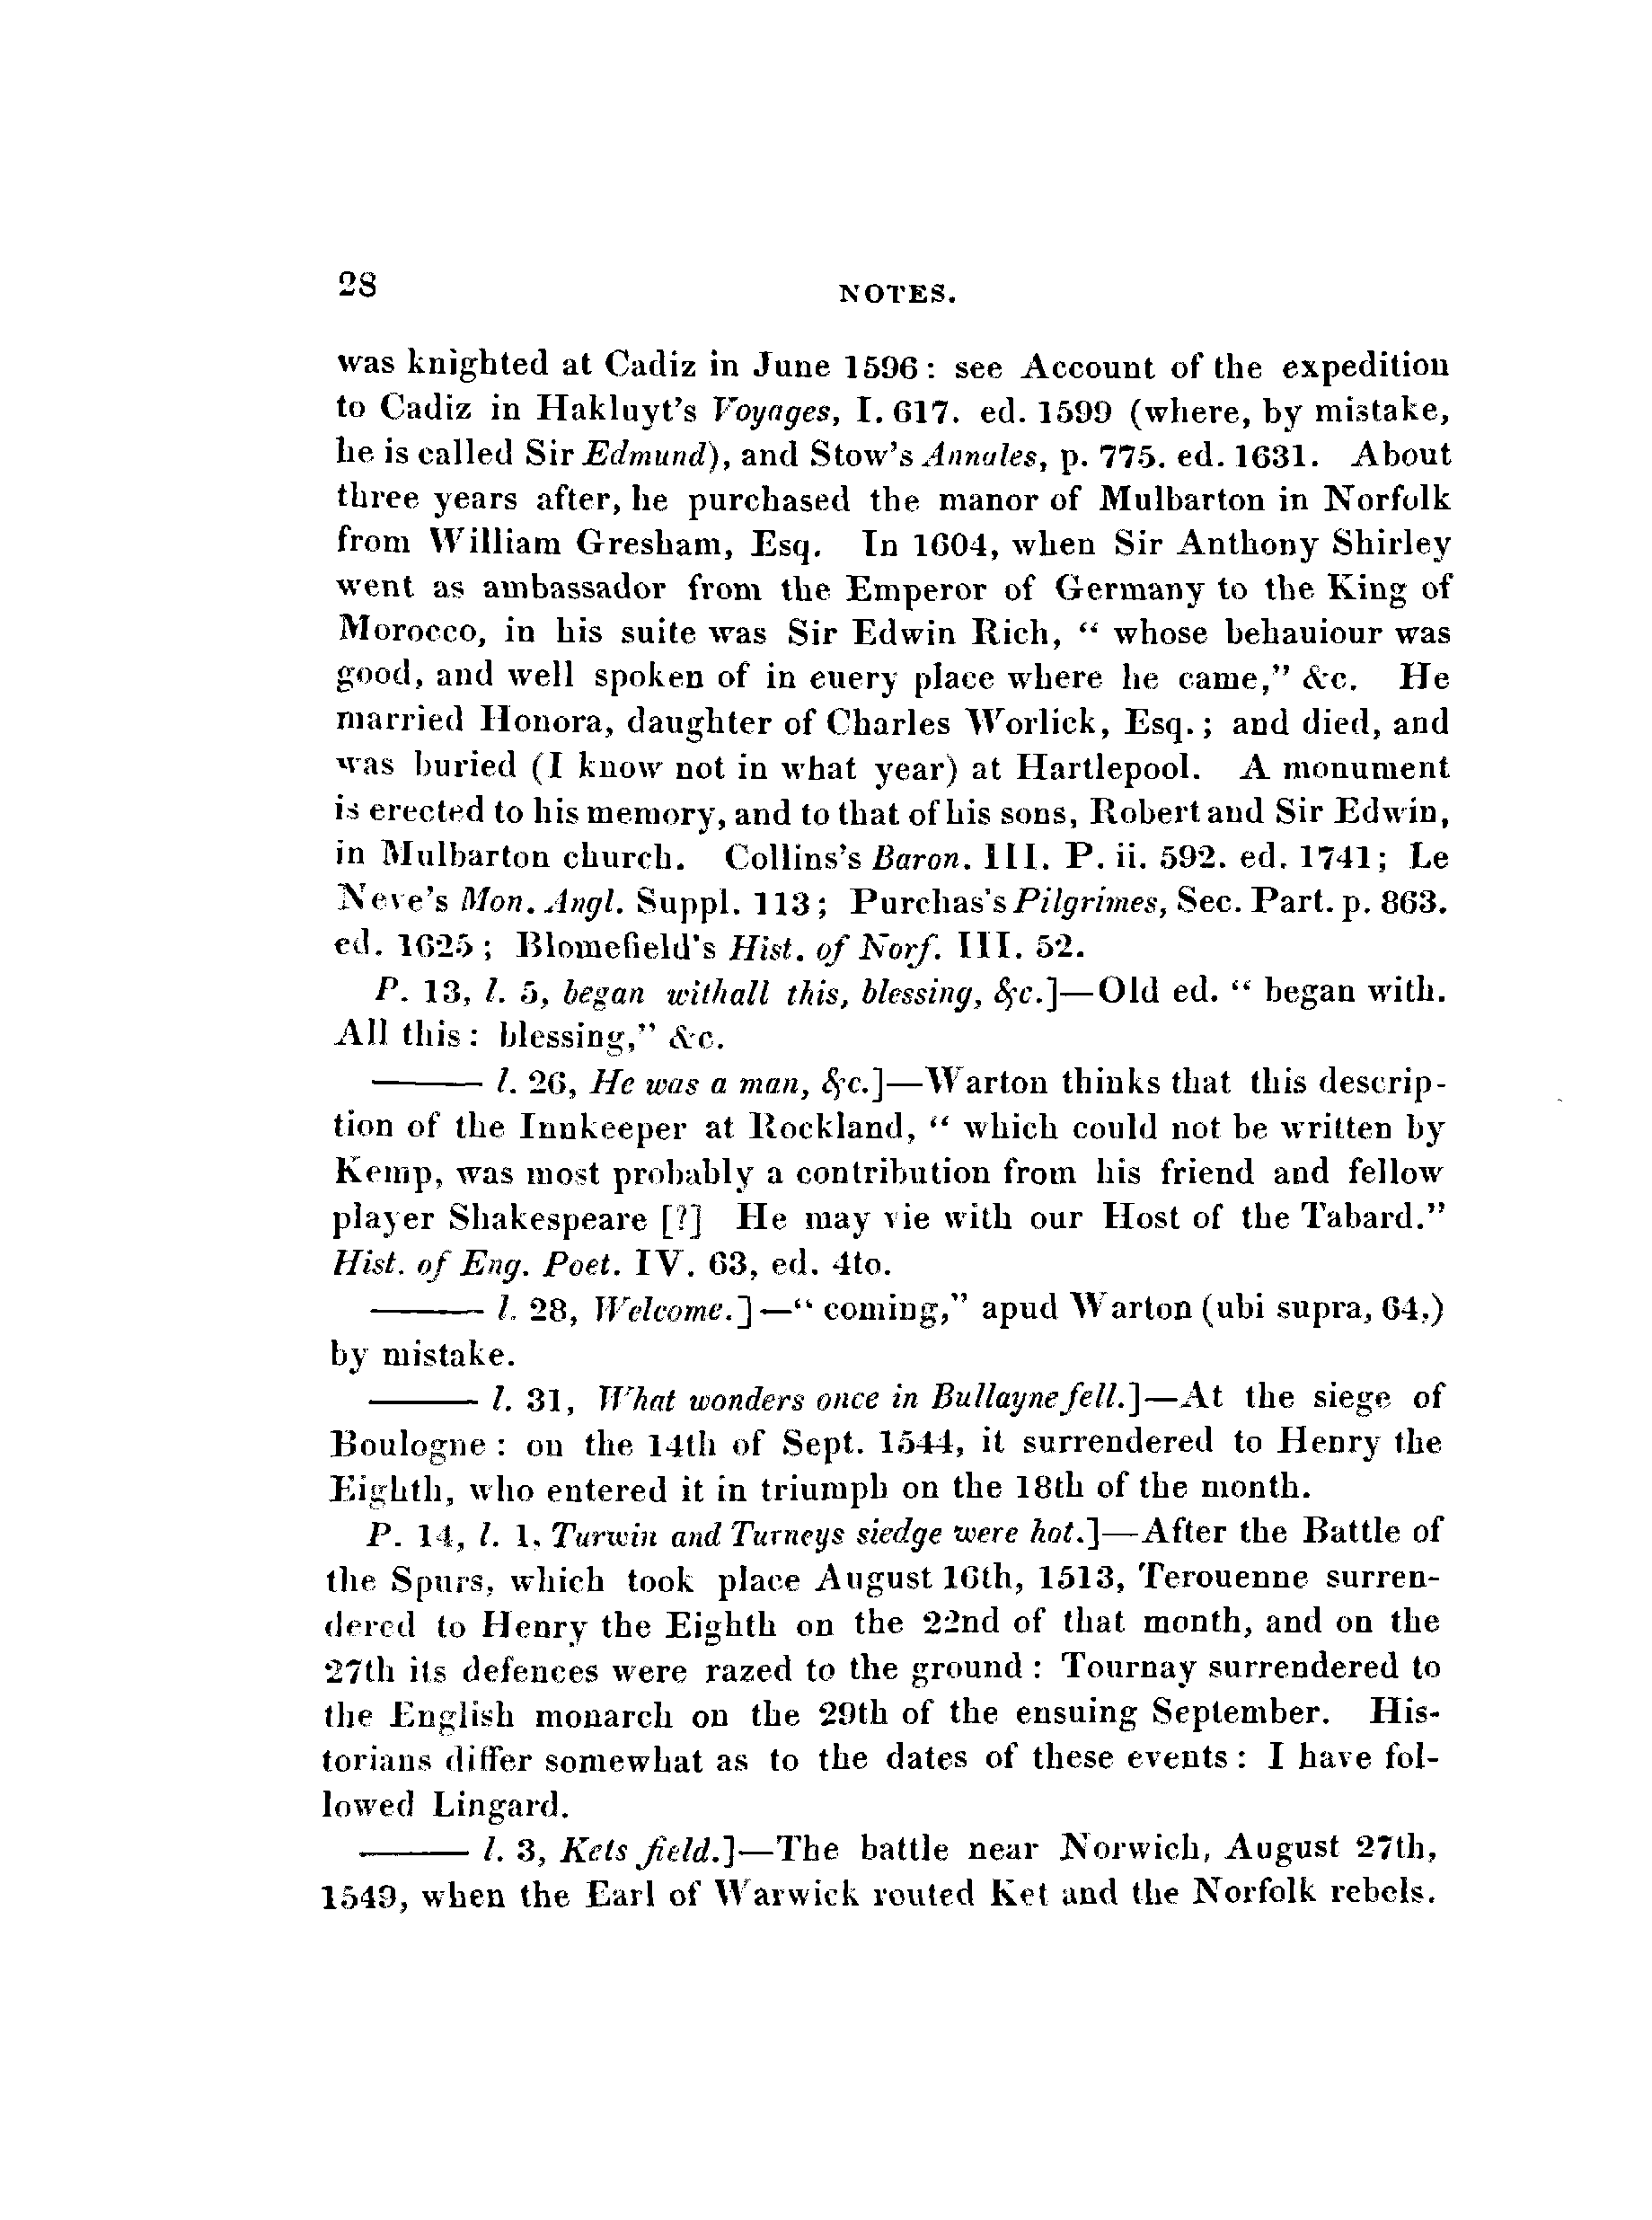 28 NOTES.
was knighted at Cadiz in June 1596: see Account of the expedition
to Cadiz in Hakluyt's Voyages, I. 617. ed. 1599 (where, by mistake,
he is called Sir Edmund), and Stow's Annales, p. 775. ed. 1631. About
three years after, he purchased the manor of Mulbarton in Norfolk
from William Gresham, Esq. In 1604, when Sir Anthony Shirley
went as ambassador from the Emperor of Germany to the King of
Morocco, in his suite was Sir Edwin Rich, “ whose behauiour was
good, and well spoken of in euery place where he came,” &c. He
married Honora, daughter of Charles Worlick, Esq.; and died, and
was buried (I know not in what year) at Hartlepool. A monument
is erected to his memory, and to that of his sons, Robert and Sir Edwin,
in Mulbarton church. Collins's Baron. III. P. ii. 592. ed. 1741; Le
Neve's Mon. Angl. Suppl. 113; Purchas's Pilgrimes, Sec. Part. p. 863.
ed. 1625; Blomefield's Hist. of Norf. III. 52.
P. 13, l. 5, began withall this, blessing, &c.]—Old ed. “ began with.
All this: blessing,” &c.
——— l. 26, He was a man, &c.]—Warton thinks that this descrip-
tion of the Innkeeper at Rockland, “ which could not be written by
Kemp, was most probably a contribution from his friend and fellow
player Shakespeare [?] He may vie with our Host of the Tabard.”
Hist. of Eng. Poet. IV. 63, ed. 4to.
——— l. 28, Welcome.]—“ coming,” apud Warton (ubi supra, 64,)
by mistake.
——— l. 31, What wonders once in Bullayne fell.]—At the siege of
Boulogne: on the 14th of Sept. 1544, it surrendered to Henry the
Eighth, who entered it in triumph on the 18th of the month.
P. 14, l. 1, Turwin and Turneys siedge were hot.]—After the Battle of
the Spurs, which took place August 16th, 1513, Terouenne surren-
dered to Henry the Eighth on the 22nd of that month, and on the
27th its defences were razed to the ground: Tournay surrendered to
the English monarch on the 29th of the ensuing September. His-
torians differ somewhat as to the dates of these events: I have fol-
lowed Lingard.
——— l. 3, Kets field.]—The battle near Norwich, August 27th,
1549, when the Earl of Warwick routed Ket and the Norfolk rebels.